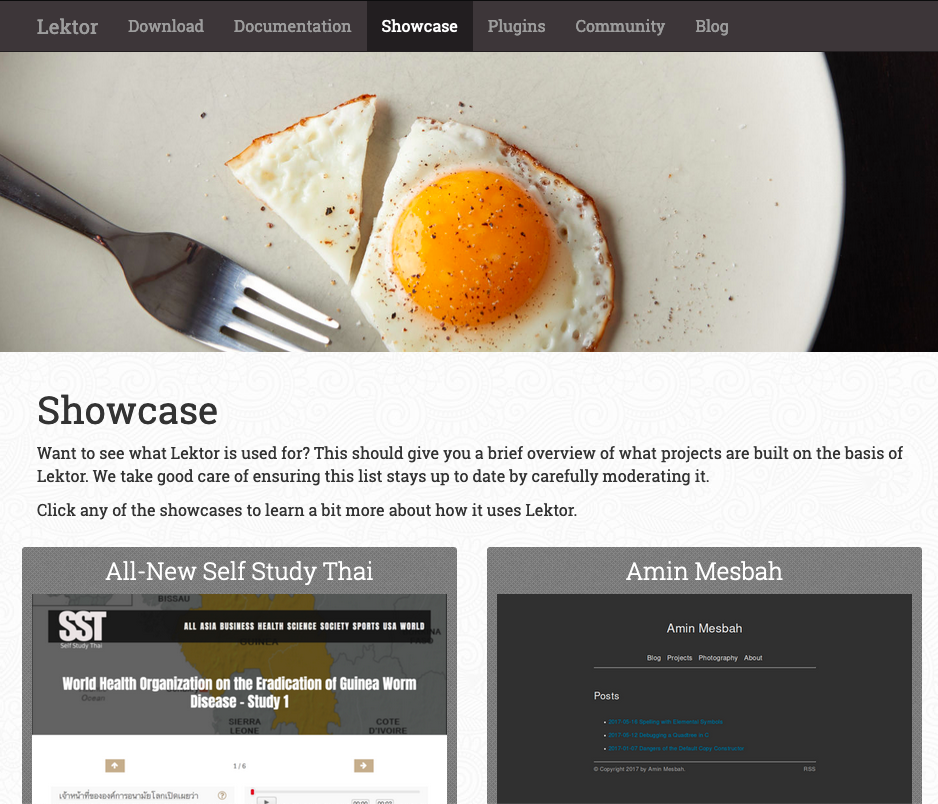 Lektor Download Documentation Showcase Plugins Community Blog
Showcase
Want to see what Lektor is used for? This should give you a brief overview of what projects are built on the basis of
Lektor. We take good care of ensuring this list stays up to date by carefully moderating it.
Click any of the showcases to learn a bit more about how it uses Lektor.
All-New Self Study Thai
BISSAU
SST
Self Study Thai
ALL ASIA BUSINESS HEALTH SCIENCE SOCIETY SPORTS USA WORLD
GUINEA
World Health Organization on the Eradication of Guinea Worm
Disease - Study 1
Ocean
SIERRA
LEONE
COTE
D'IVOIRE
1 / 6
เจ้าหน้าที่ขององค์การอนามัยโลกเปิดเผยว่า
00:00 00:03
Amin Mesbah
Amin Mesbah
Blog Projects Photography About
Posts
2017-05-16 Spelling with Elemental Symbols
2017-03-12 Debugging a Quadtree in C
2017-01-07 Dangers of the Default Copy Constructor
© Copyright 2017 by Amin Mesbah. RSS